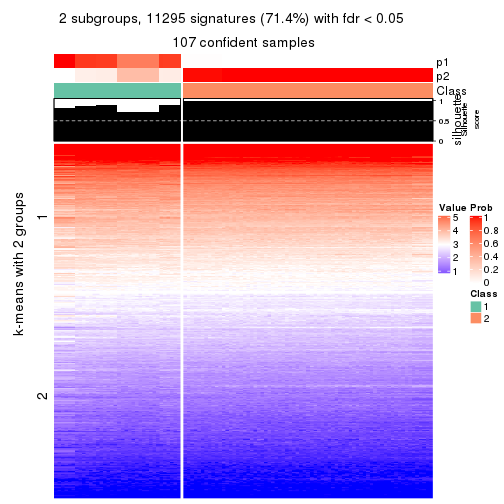 2 subgroups, 11295 signatures (71.4%) with fdr < 0.05
107 confident samples
p1
p2
Class
1
0.5
0
silhouette
Silhouette
score
k-means with 2 groups
1
2
Value
5
4
3
2
1
Prob
1
0.8
0.6
0.4
0.2
0
Class
1
2